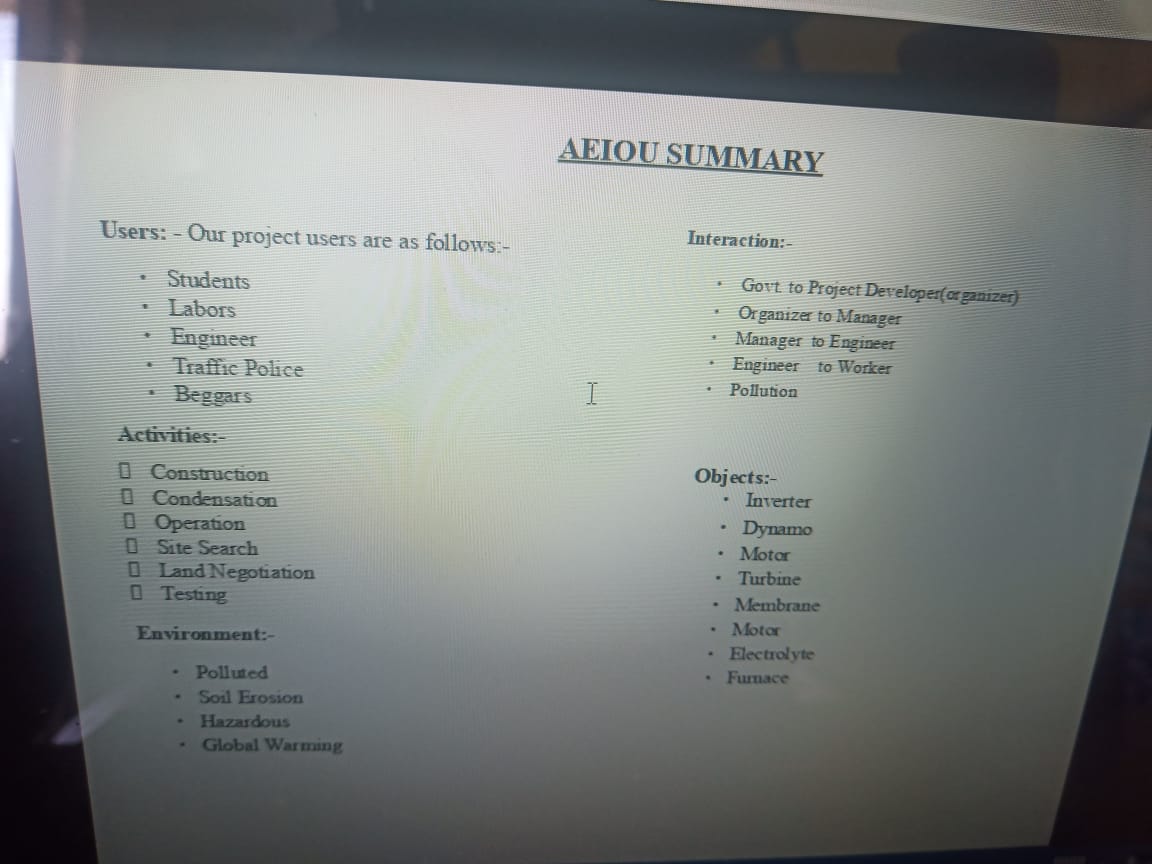 AEIOU SUMMARY
Users: - Our project users are as follows:-
• Students
• Labors
• Engineer
• Traffic Police
• Beggars
Activities:-
Construction
Condensation
Operation
Site Search
Land Negotiation
Testing
Environment:-
• Polluted
• Soil Erosion
• Hazardous
• Global Warming
Interaction:-
• Govt. to Project Developer(organizer)
• Organizer to Manager
• Manager to Engineer
• Engineer to Worker
• Pollution
Objects:-
• Inverter
• Dynamo
• Motor
• Turbine
• Membrane
• Motor
• Electrolyte
• Furnace